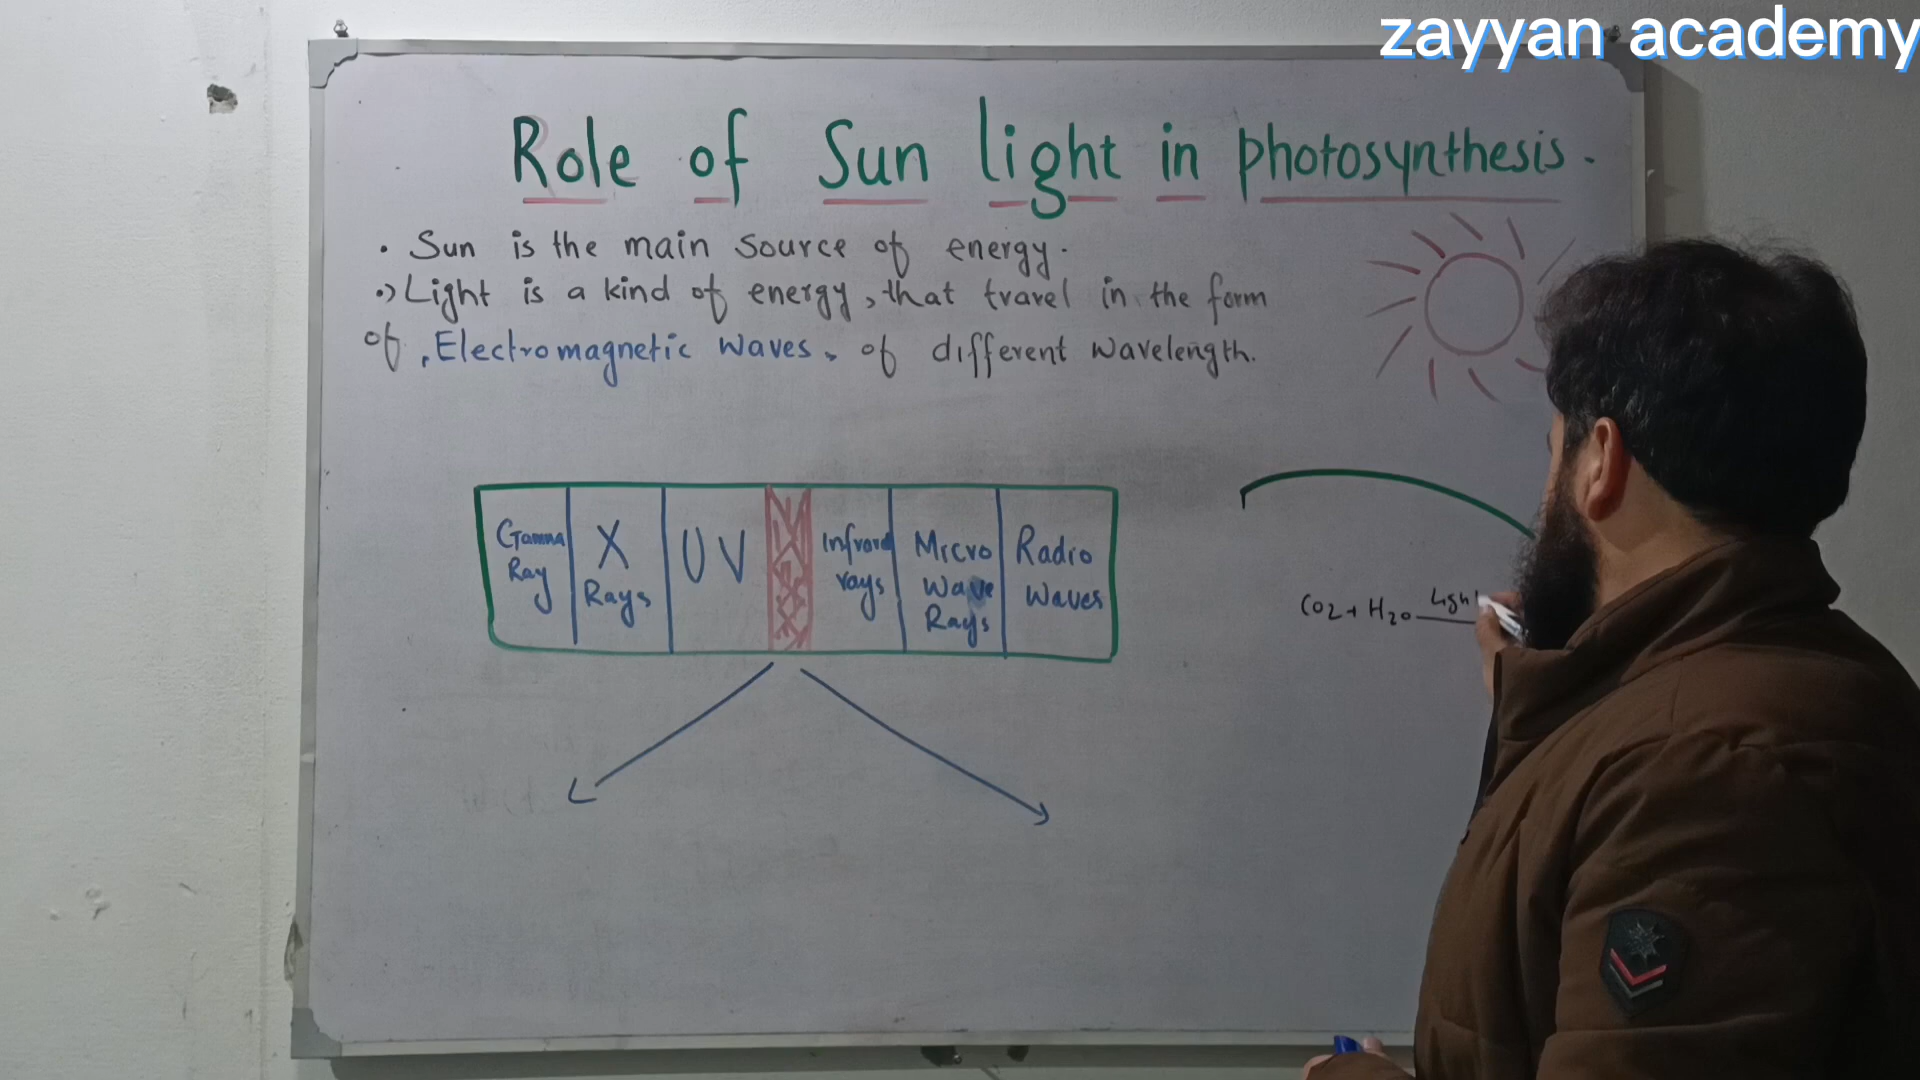 zayyan academy
Role of Sun light in photosynthesis.
• Sun is the main source of energy.
•) Light is a kind of energy, that travel in the form
of, Electromagnetic waves, of different wavelength.
Gamma
Ray
X
Rays
UV
Infrared
rays
Micro
wave
Rays
Radio
waves
CO2 + H2O Light